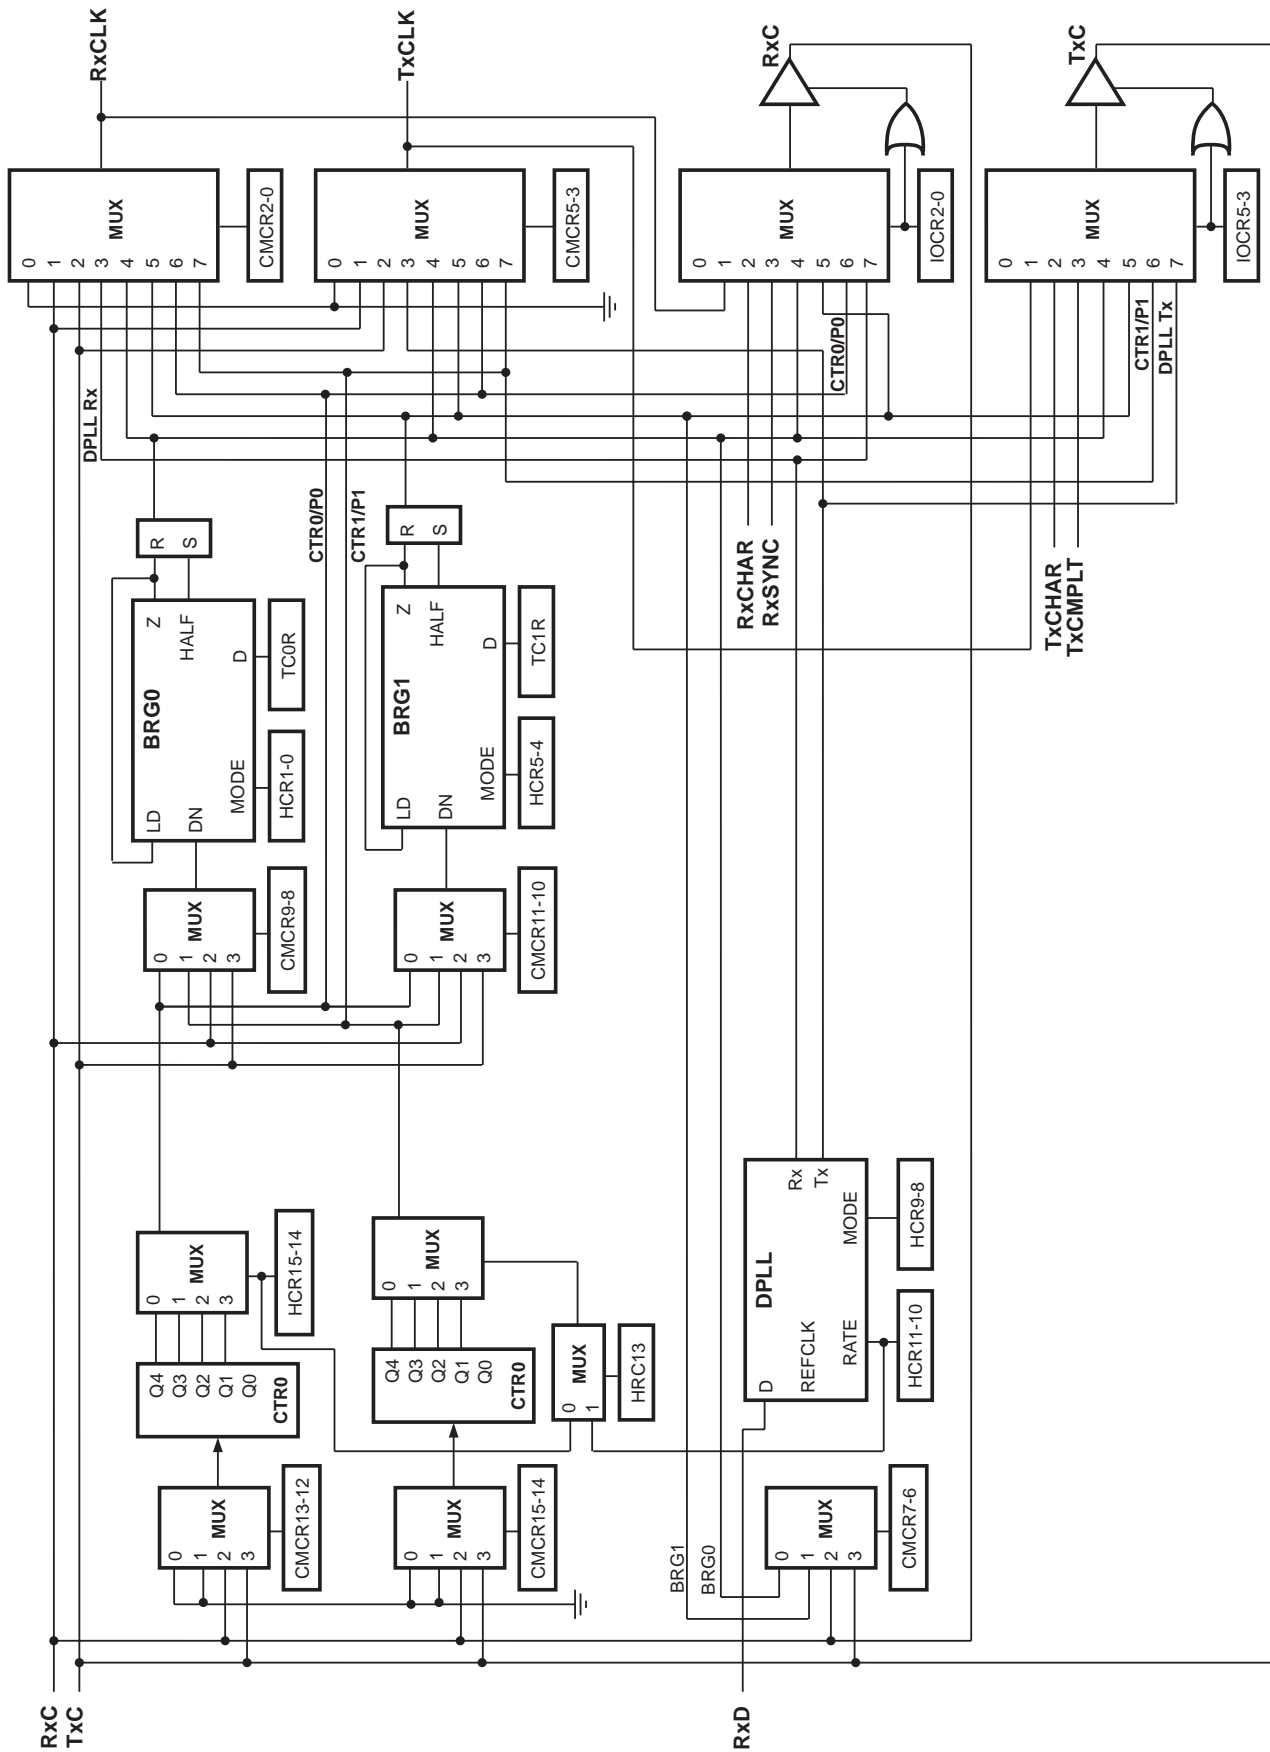 RxC
TxC
0
1
2
3
MUX
CMCR13-12
Q4
Q3
Q2
Q1
Q0
CTR0
0
1
2
3
MUX
HCR15-14
0
1
2
3
MUX
CMCR9-8
LD
DN
MODE
BRG0
Z
HALF
D
HCR1-0
TC0R
R
S
DPLL Rx
0
1
2
3
4
5
6
7
MUX
CMCR2-0
RxCLK
0
1
2
3
MUX
CMCR15-14
Q4
Q3
Q2
Q1
Q0
CTR0
0
1
MUX
HRC13
0
1
2
3
MUX
0
1
2
3
MUX
CMCR11-10
LD
DN
MODE
BRG1
Z
HALF
D
HCR5-4
TC1R
R
S
CTR0/P0
CTR1/P1
0
1
2
3
4
5
6
7
MUX
CMCR5-3
TxCLK
BRG1
BRG0
RxD
0
1
2
3
MUX
CMCR7-6
D
REFCLK
RATE
DPLL
Rx
Tx
MODE
HCR11-10
HCR9-8
RxCHAR
RxSYNC
CTR0/P0
0
1
2
3
4
5
6
7
MUX
IOCR2-0
RxC
TxCHAR
TxCMPLT
CTR1/P1
DPLL Tx
0
1
2
3
4
5
6
7
MUX
IOCR5-3
TxC